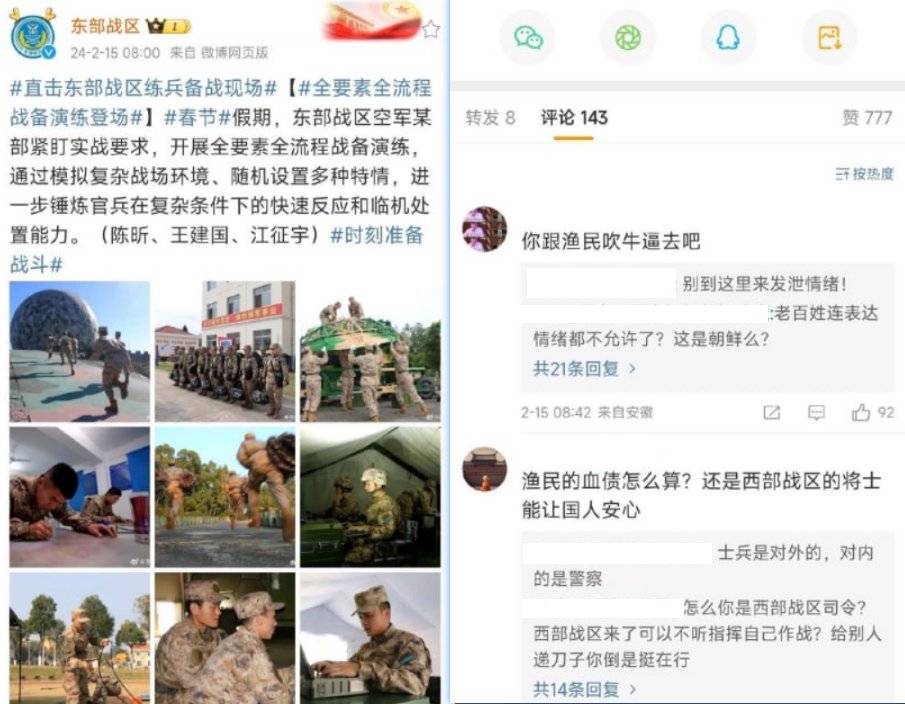 东部战区
1
24-2-15 08:00 来自 微博网页版
#直击东部战区练兵备战现场#【#全要素全流程
战备演练登场#】#春节#假期，东部战区空军某
部紧盯实战要求，开展全要素全流程战备演练，
通过模拟复杂战场环境、随机设置多种特情，进
一步锤炼官兵在复杂条件下的快速反应和临机处
置能力。（陈昕、王建国、江征宇）#时刻准备
战斗#
转发 8 评论 143 赞 777
按热度
你跟渔民吹牛逼去吧
: 别到这里来发泄情绪！
:老百姓连表达
情绪都不允许了？这是朝鲜么？
共21条回复 >
2-15 08:42 来自安徽 92
渔民的血债怎么算？还是西部战区的将士
能让国人安心
士兵是对外的，对内
的是警察
怎么你是西部战区司令？
西部战区来了可以不听指挥自己作战？给别人
递刀子你倒是挺在行
共14条回复 >